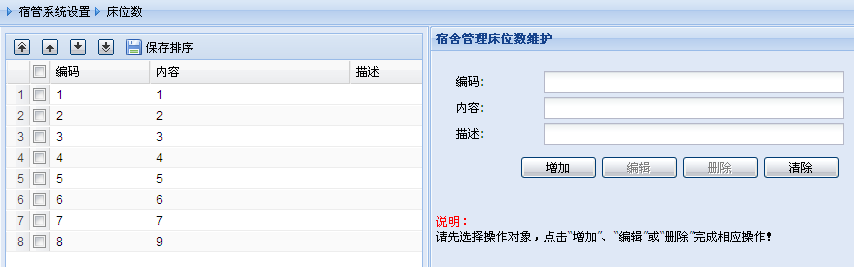 宿管系统设置 床位数
保存排序
编码 内容 描述
1 1 1
2 2 2
3 3 3
4 4 4
5 5 5
6 6 6
7 7 7
8 8 9
宿舍管理床位数维护
编码:
内容:
描述:
增加 编辑 删除 清除
说明：
请先选择操作对象，点击"增加"、"编辑"或"删除"完成相应操作！